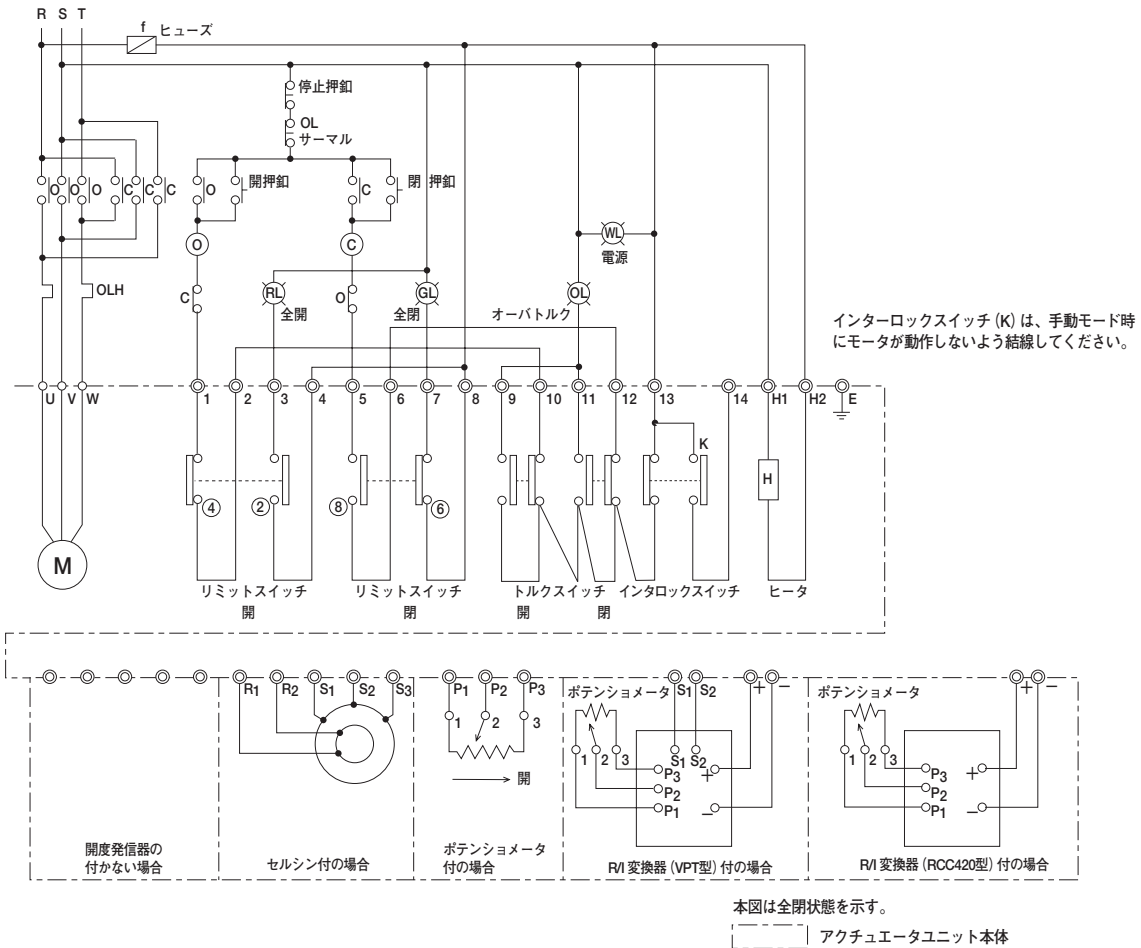 R S T
f ヒューズ
停止押釦
OL
サーマル
O O O C C C
O 開押釦 C 閉 押釦
O C
WL
電源
C RL O GL OL
OLH
全開 全閉 オーバトルク
インターロックスイッチ (K) は、手動モード時
にモータが動作しないよう結線してください。
U V W 1 2 3 4 5 6 7 8 9 10 11 12 13 14 H1 H2 E
K
H
④ ② ⑧ ⑥
M
リミットスイッチ リミットスイッチ トルクスイッチ インタロックスイッチ ヒータ
開 閉 開 閉
R1 R2 S1 S2 S3 P1 P2 P3 S1 S2 + − + −
ポテンショメータ ポテンショメータ
1 2 3
開
1 2 3 S1 S2 + P3 P2 P1 −
1 2 3 + P3 P2 P1 −
開度発信器の
付かない場合
セルシン付の場合
ポテンショメータ
付の場合
R/I 変換器 (VPT型) 付の場合
R/I 変換器 (RCC420型) 付の場合
本図は全閉状態を示す。
アクチュエータユニット本体